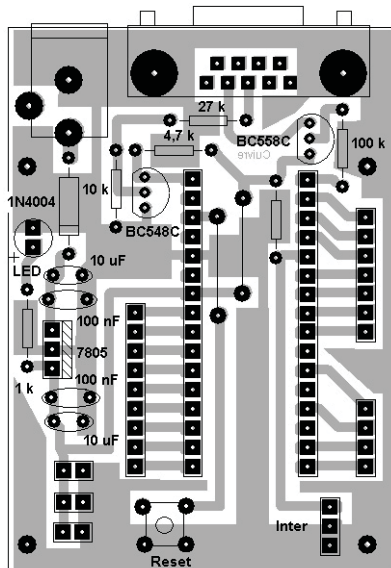 27 k
4,7 k
BC558C
Cuivre
100 k
1N4004
10 k
BC548C
+
LED
10 uF
100 nF
7805
1 k
100 nF
10 uF
Inter
Reset